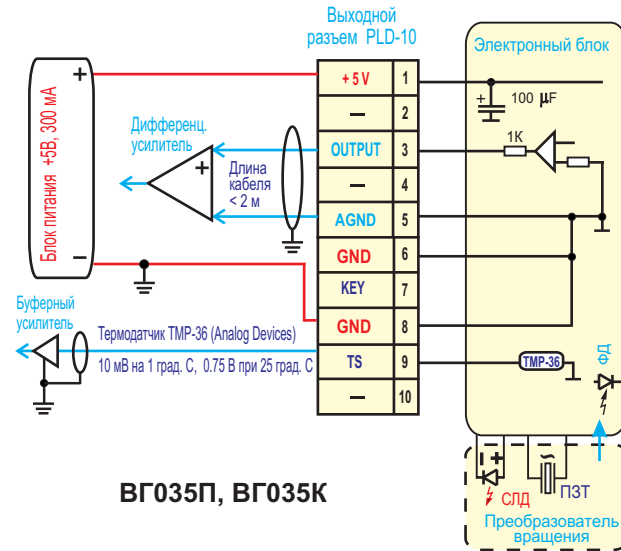 Выходной
разъем PLD-10
Электронный блок
Блок питания +5В, 300 мА
+
−
+ 5 V 1
— 2
OUTPUT 3
— 4
AGND 5
GND 6
KEY 7
GND 8
TS 9
— 10
+ 100 μF
1К
Дифференц.
усилитель
+
Длина
кабеля
< 2 м
Буферный
усилитель
Термодатчик TMP-36 (Analog Devices)
10 мВ на 1 град. С, 0.75 В при 25 град. С
TMP-36
ФД
− +
~
СЛД
ПЗТ
Преобразователь
вращения
ВГ035П, ВГ035К